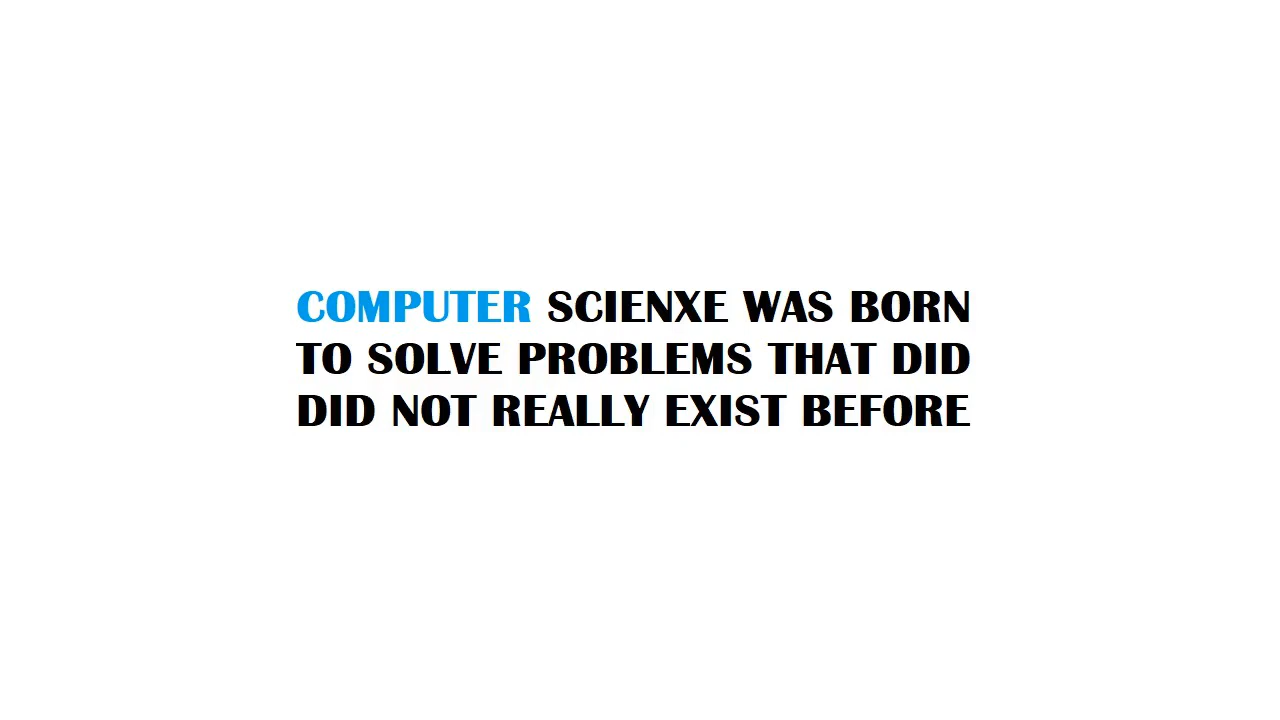 COMPUTER SCIENXE WAS BORN
TO SOLVE PROBLEMS THAT DID
DID NOT REALLY EXIST BEFORE